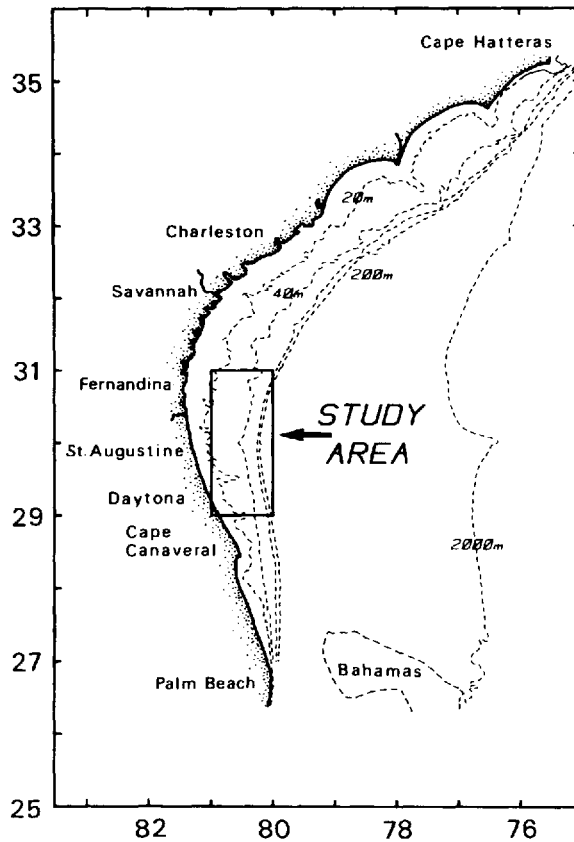 Cape Hatteras
35
20m
33
Charleston
200m
Savannah
40m
31
Fernandina
STUDY
AREA
St. Augustine
Daytona
29
Cape
Canaveral
2000m
27
Bahamas
Palm Beach
25
82
80
78
76